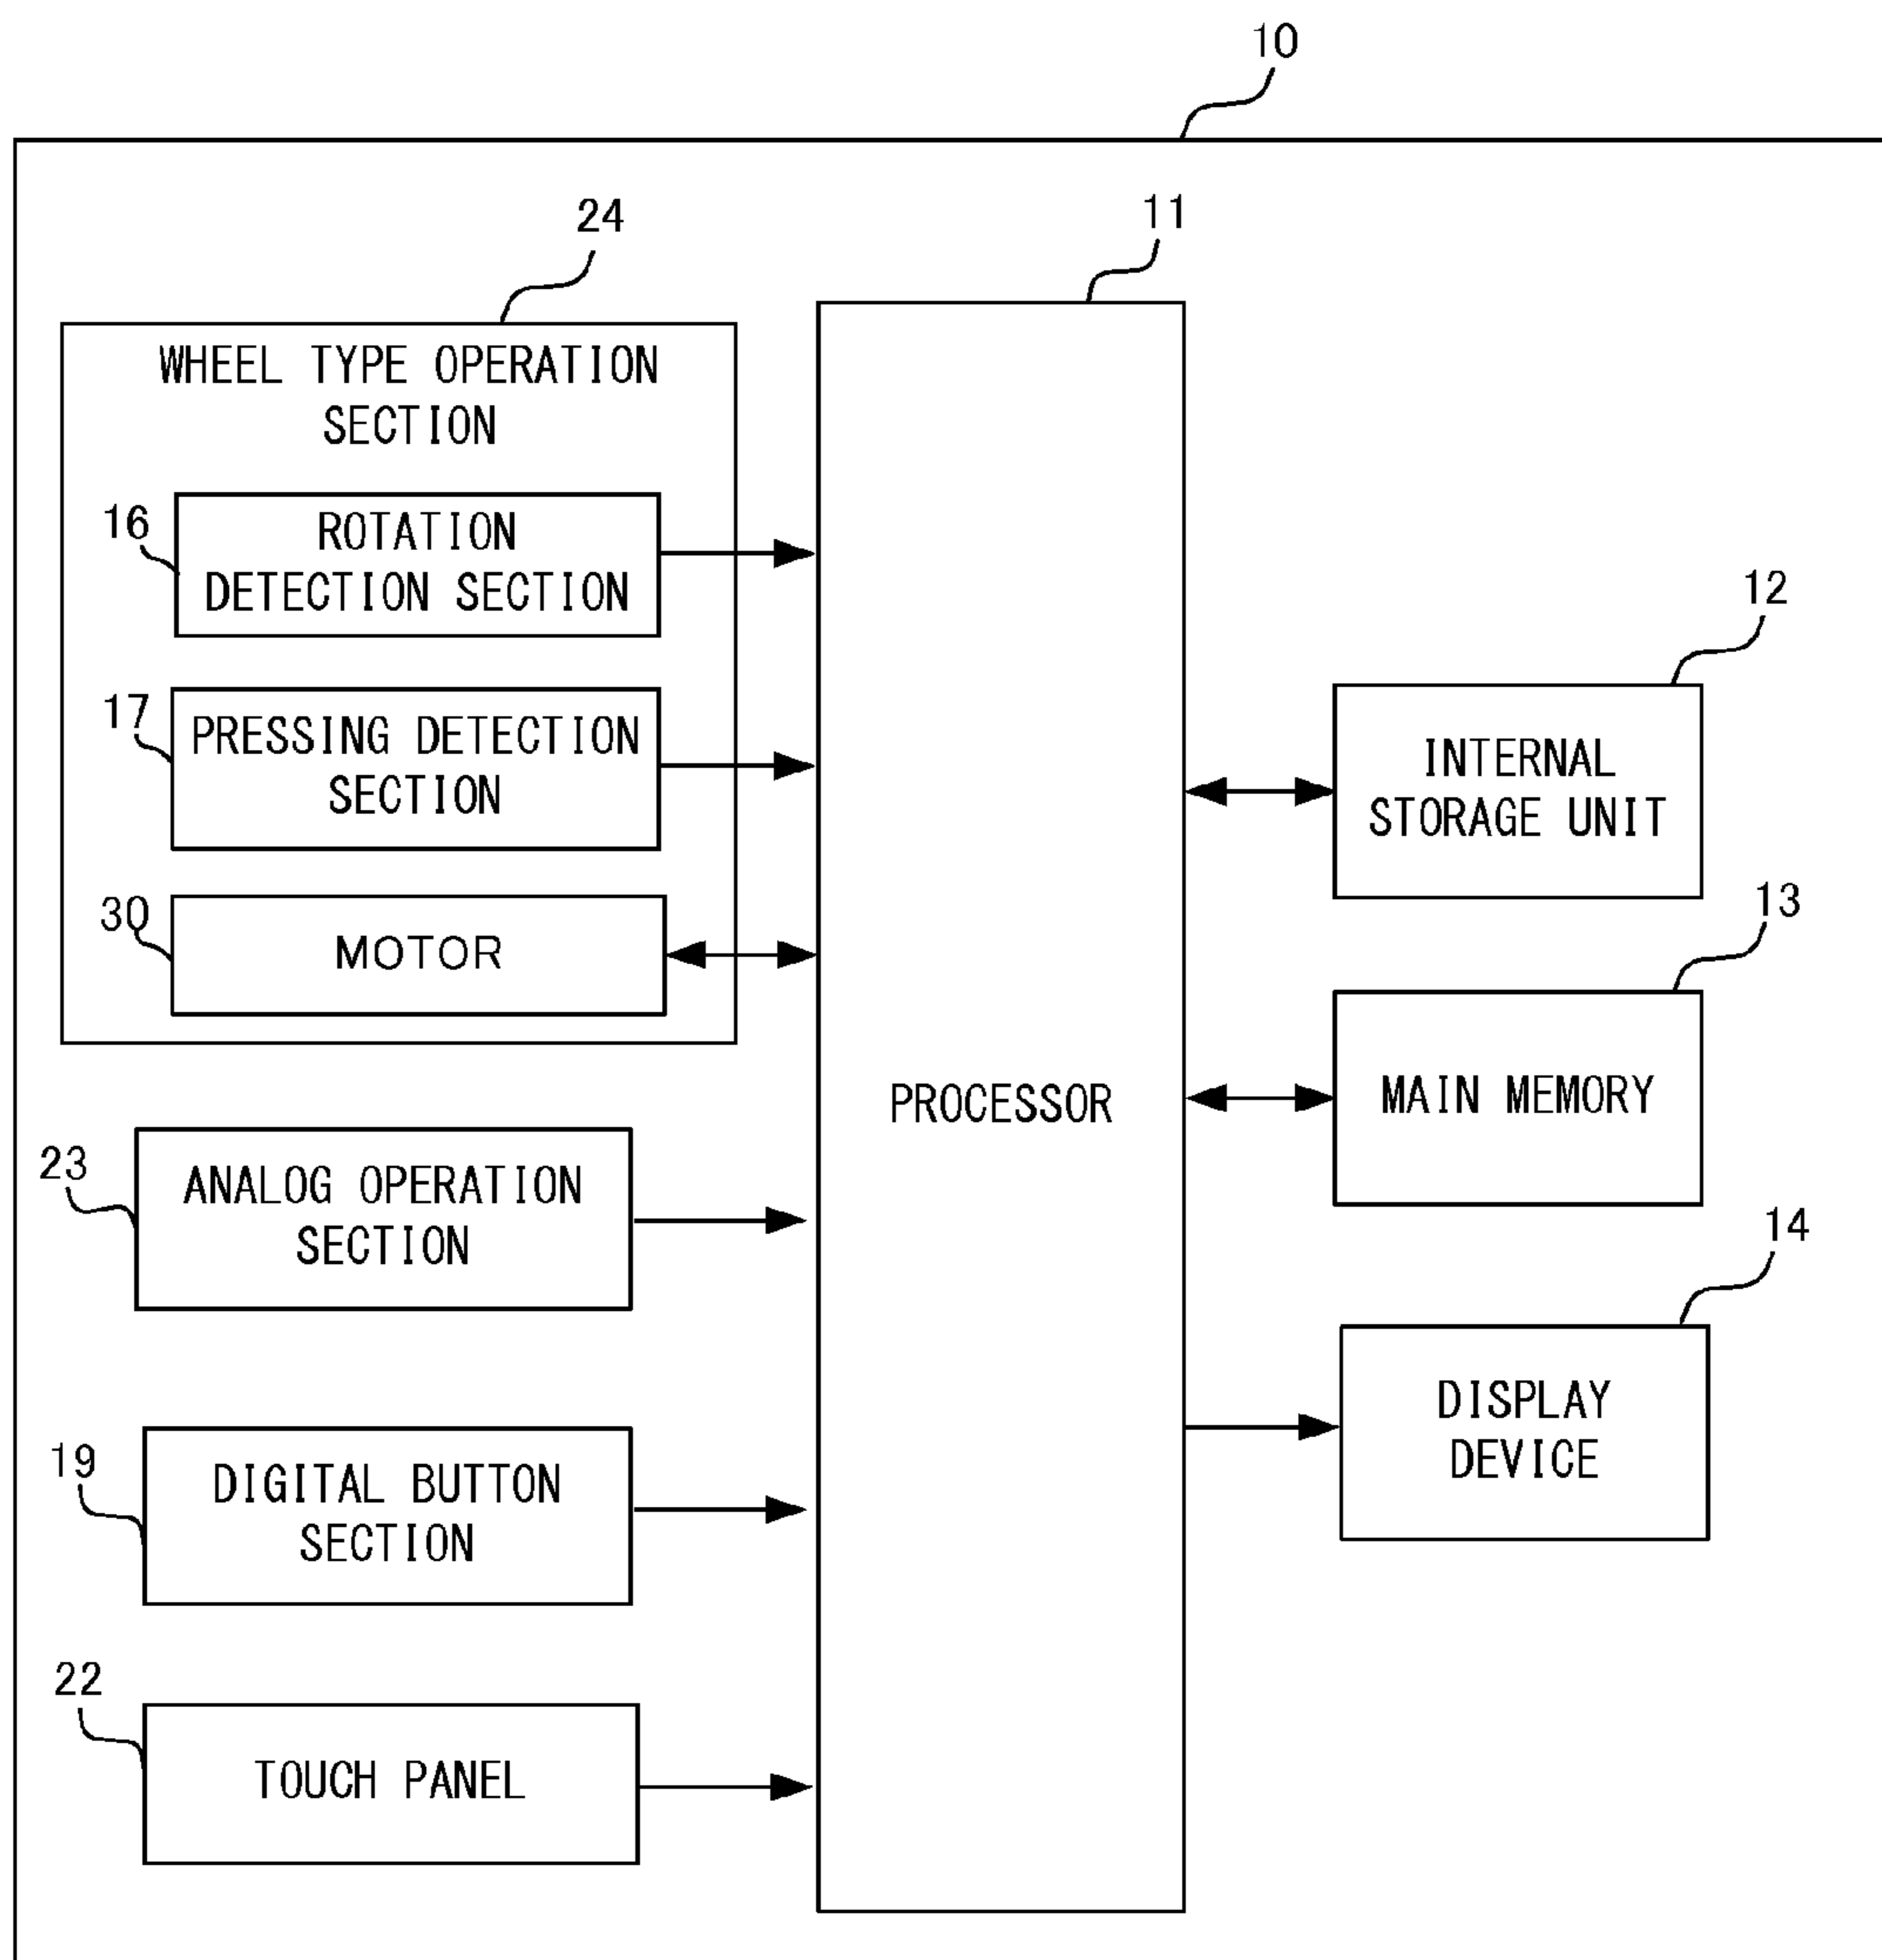 10
24
11
WHEEL TYPE OPERATION
SECTION
16
ROTATION
DETECTION SECTION
17
PRESSING DETECTION
SECTION
30
MOTOR
23
ANALOG OPERATION
SECTION
19
DIGITAL BUTTON
SECTION
22
TOUCH PANEL
PROCESSOR
12
INTERNAL
STORAGE UNIT
13
MAIN MEMORY
14
DISPLAY
DEVICE